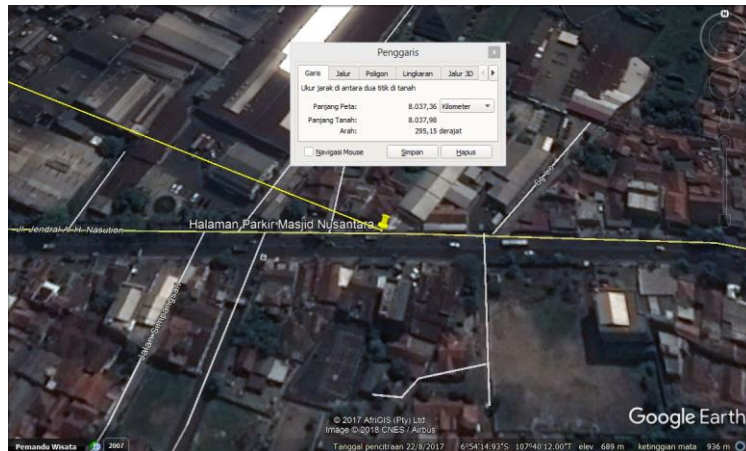 Penggaris
Garis Jalur Poligon Lingkaran Jalur 3D
Ukur jarak di antara dua titik di tanah
Panjang Peta: 8.037,36 Kilometer
Panjang Tanah: 8.037,98
Arah: 295,15 derajat
Navigasi Mouse Simpan Hapus
N
Halaman Parkir Masjid Nusantara
Jl. Jendral A. H. Nasution
Jalan Simpangsari
© 2017 AfriGIS (Pty) Ltd.
Image © 2018 CNES / Airbus
Google Earth
Pemandu Wisata 2007 Tanggal pencitraan 22/8/2017 6°54'14.93"S 107°40'12.00"T elev 689 m ketinggian mata 936 m